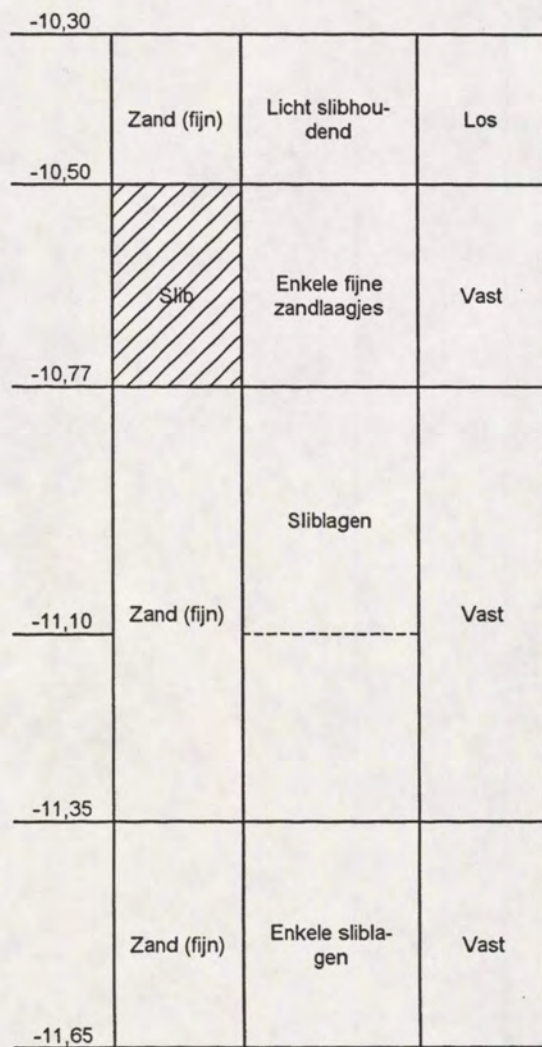 -10,30
Zand (fijn)
Licht slibhou-
dend
Los
-10,50
Slib
Enkele fijne
zandlaagjes
Vast
-10,77
Sliblagen
-11,10
Zand (fijn)
Vast
-11,35
Zand (fijn)
Enkele slibla-
gen
Vast
-11,65